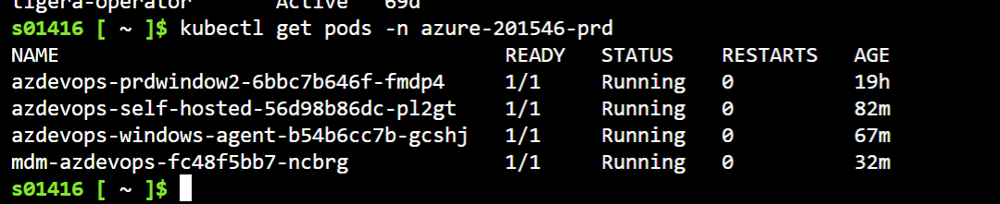 tigera-operator Active 69d
s01416 [ ~ ]$ kubectl get pods -n azure-201546-prd
NAME READY STATUS RESTARTS AGE
azdevops-prdwindow2-6bbc7b646f-fmdp4 1/1 Running 0 19h
azdevops-self-hosted-56d98b86dc-pl2gt 1/1 Running 0 82m
azdevops-windows-agent-b54b6cc7b-gcshj 1/1 Running 0 67m
mdm-azdevops-fc48f5bb7-ncbrg 1/1 Running 0 32m
s01416 [ ~ ]$